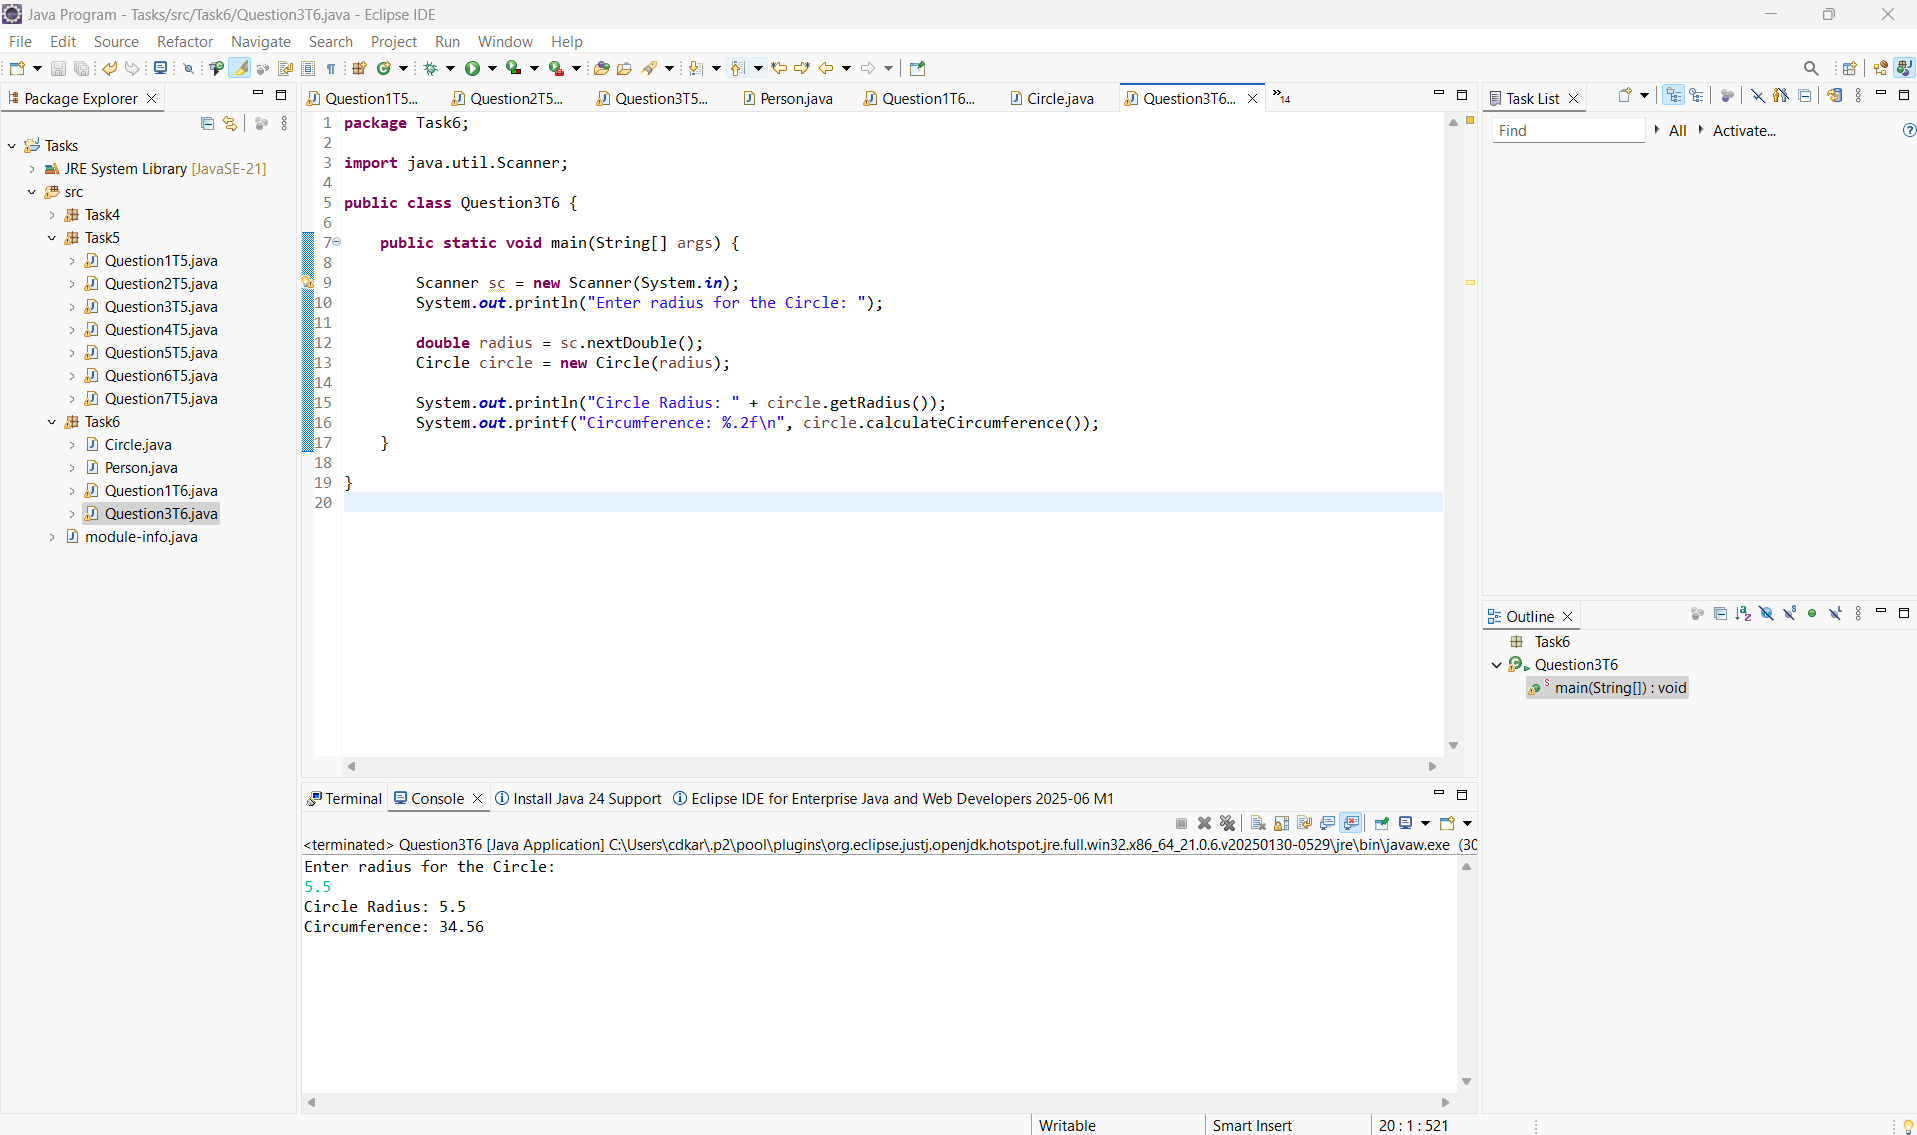 Java Program - Tasks/src/Task6/Question3T6.java - Eclipse IDE
File Edit Source Refactor Navigate Search Project Run Window Help
Package Explorer
Tasks
JRE System Library [JavaSE-21]
src
Task4
Task5
Question1T5.java
Question2T5.java
Question3T5.java
Question4T5.java
Question5T5.java
Question6T5.java
Question7T5.java
Task6
Circle.java
Person.java
Question1T6.java
Question3T6.java
module-info.java
Question1T5... Question2T5... Question3T5... Person.java Question1T6... Circle.java Question3T6... »14
1 package Task6;
2
3 import java.util.Scanner;
4
5 public class Question3T6 {
6
7 public static void main(String[] args) {
8
9 Scanner sc = new Scanner(System.in);
10 System.out.println("Enter radius for the Circle: ");
11
12 double radius = sc.nextDouble();
13 Circle circle = new Circle(radius);
14
15 System.out.println("Circle Radius: " + circle.getRadius());
16 System.out.printf("Circumference: %.2f\n", circle.calculateCircumference());
17 }
18
19 }
20
Terminal Console Install Java 24 Support Eclipse IDE for Enterprise Java and Web Developers 2025-06 M1
<terminated> Question3T6 [Java Application] C:\Users\cdkar\.p2\pool\plugins\org.eclipse.justj.openjdk.hotspot.jre.full.win32.x86_64_21.0.6.v20250130-0529\jre\bin\javaw.exe (30
Enter radius for the Circle:
5.5
Circle Radius: 5.5
Circumference: 34.56
Task List
Find All Activate...
Outline
Task6
Question3T6
main(String[]) : void
Writable Smart Insert 20 : 1 : 521